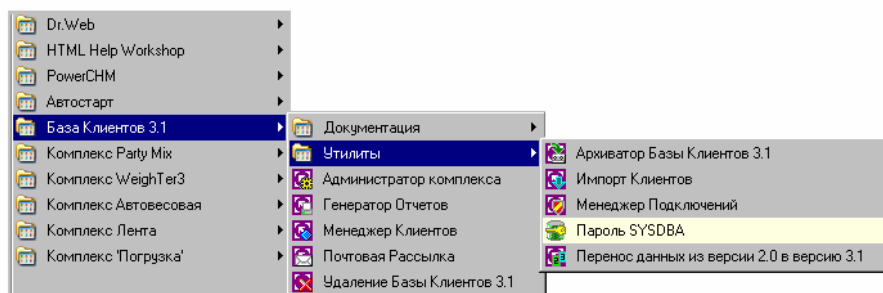 Dr.Web
HTML Help Workshop
PowerCHM
Автостарт
База Клиентов 3.1
Комплекс Party Mix
Комплекс WeighTer3
Комплекс Автовесовая
Комплекс Лента
Комплекс 'Погрузка'
Документация
Утилиты
Администратор комплекса
Генератор Отчетов
Менеджер Клиентов
Почтовая Рассылка
Удаление Базы Клиентов 3.1
Архиватор Базы Клиентов 3.1
Импорт Клиентов
Менеджер Подключений
Пароль SYSDBA
Перенос данных из версии 2.0 в версию 3.1